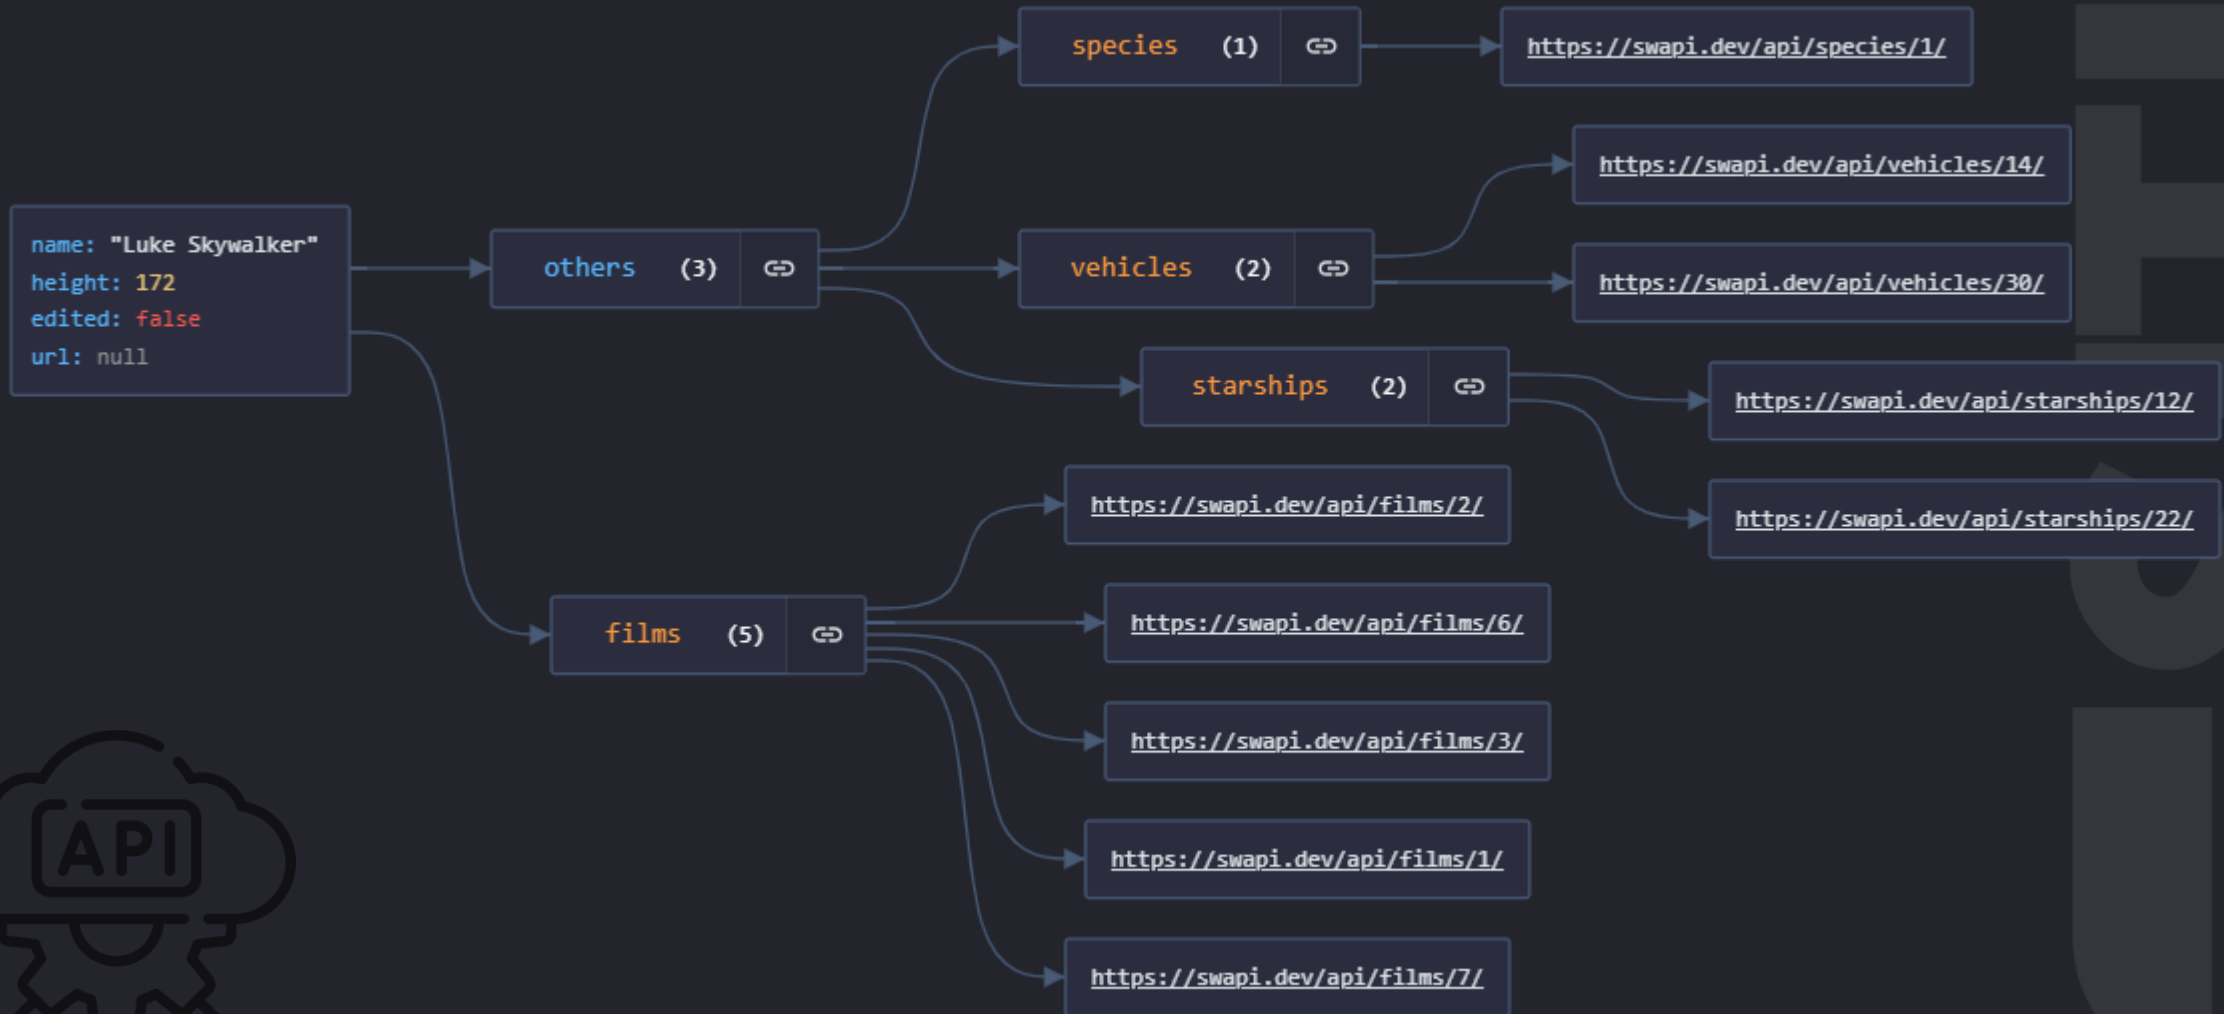 name: "Luke Skywalker"
height: 172
edited: false
url: null
others (3)
species (1)
https://swapi.dev/api/species/1/
vehicles (2)
https://swapi.dev/api/vehicles/14/
https://swapi.dev/api/vehicles/30/
starships (2)
https://swapi.dev/api/starships/12/
https://swapi.dev/api/starships/22/
films (5)
https://swapi.dev/api/films/2/
https://swapi.dev/api/films/6/
https://swapi.dev/api/films/3/
https://swapi.dev/api/films/1/
https://swapi.dev/api/films/7/
API